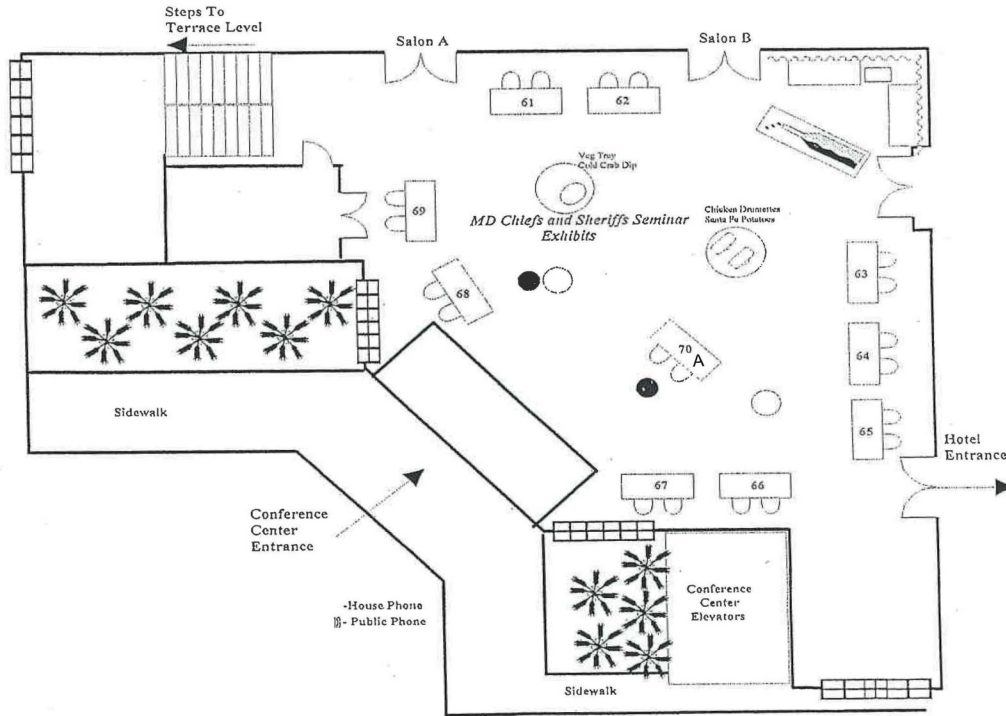 Steps To
Terrace Level
Salon A
Salon B
61
62
Veg Tray
Cold Crab Dip
69
MD Chiefs and Sheriffs Seminar
Exhibits
Chicken Drumettes
Santa Fe Potatoes
63
68
70
A
64
Sidewalk
65
Hotel
Entrance
67
66
Conference
Center
Entrance
-House Phone
- Public Phone
Conference
Center
Elevators
Sidewalk